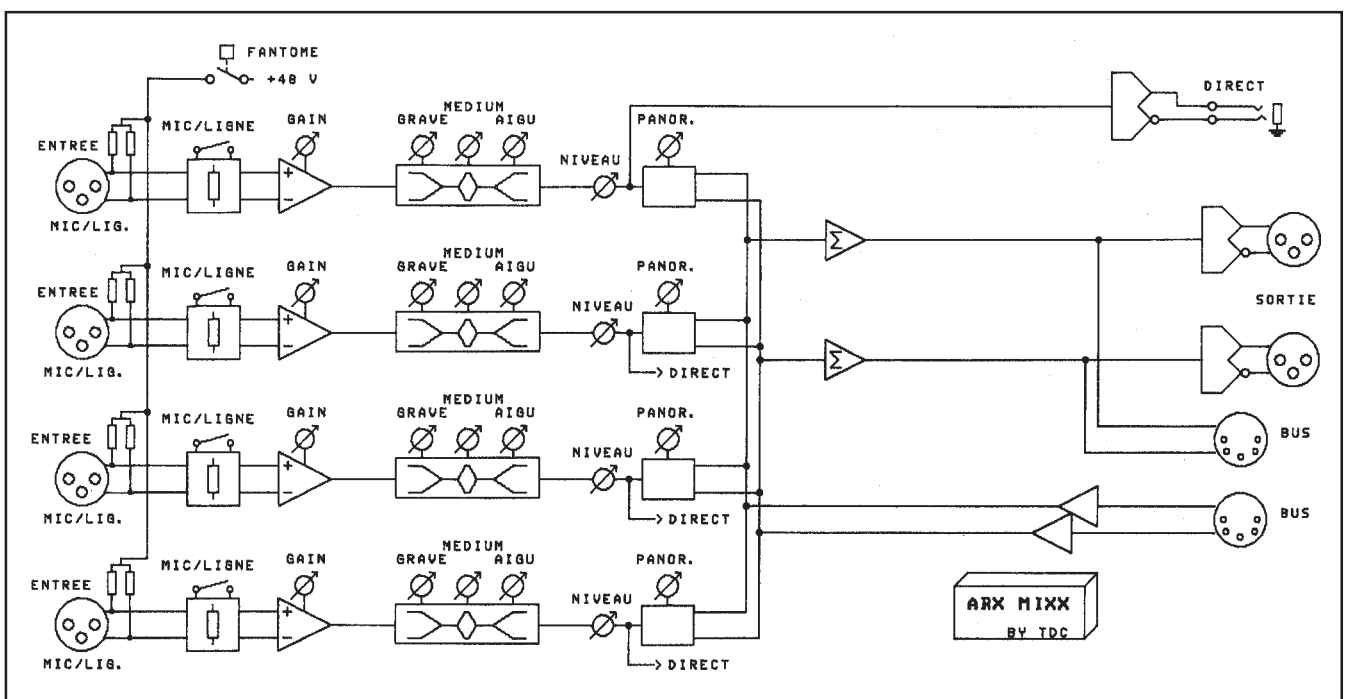 FANTOME
+48 V
DIRECT
MIC/LIGNE
GAIN
MEDIUM
GRAVE
AIGU
PANOR.
ENTREE
NIVEAU
MIC/LIG.
Σ
MIC/LIGNE
GAIN
MEDIUM
GRAVE
AIGU
PANOR.
ENTREE
NIVEAU
MIC/LIG.
DIRECT
SORTIE
Σ
MIC/LIGNE
GAIN
MEDIUM
GRAVE
AIGU
PANOR.
ENTREE
NIVEAU
MIC/LIG.
DIRECT
BUS
BUS
MIC/LIGNE
GAIN
MEDIUM
GRAVE
AIGU
PANOR.
ENTREE
NIVEAU
MIC/LIG.
DIRECT
ARX MIXX
BY TDC